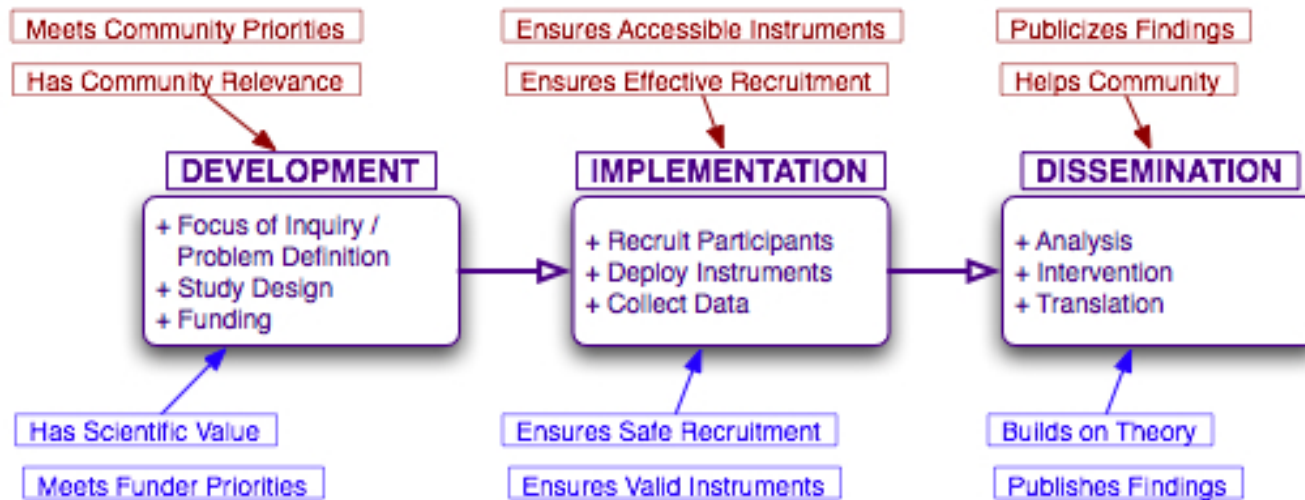 Meets Community Priorities
Ensures Accessible Instruments
Publicizes Findings
Has Community Relevance
Ensures Effective Recruitment
Helps Community
DEVELOPMENT
IMPLEMENTATION
DISSEMINATION
+ Focus of Inquiry /
Problem Definition
+ Study Design
+ Funding
+ Recruit Participants
+ Deploy Instruments
+ Collect Data
+ Analysis
+ Intervention
+ Translation
Has Scientific Value
Ensures Safe Recruitment
Builds on Theory
Meets Funder Priorities
Ensures Valid Instruments
Publishes Findings